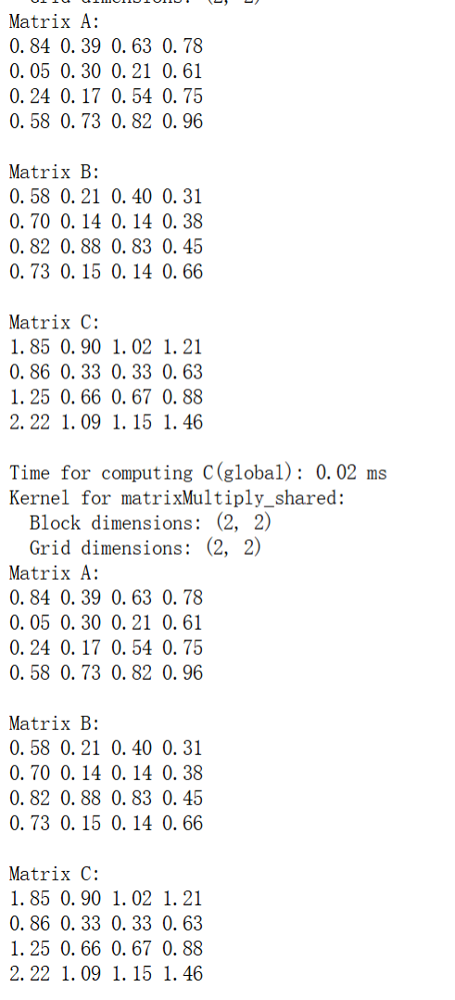 Grid dimensions: (2, 2)
Matrix A:
0.84 0.39 0.63 0.78
0.05 0.30 0.21 0.61
0.24 0.17 0.54 0.75
0.58 0.73 0.82 0.96
Matrix B:
0.58 0.21 0.40 0.31
0.70 0.14 0.14 0.38
0.82 0.88 0.83 0.45
0.73 0.15 0.14 0.66
Matrix C:
1.85 0.90 1.02 1.21
0.86 0.33 0.33 0.63
1.25 0.66 0.67 0.88
2.22 1.09 1.15 1.46
Time for computing C(global): 0.02 ms
Kernel for matrixMultiply_shared:
Block dimensions: (2, 2)
Grid dimensions: (2, 2)
Matrix A:
0.84 0.39 0.63 0.78
0.05 0.30 0.21 0.61
0.24 0.17 0.54 0.75
0.58 0.73 0.82 0.96
Matrix B:
0.58 0.21 0.40 0.31
0.70 0.14 0.14 0.38
0.82 0.88 0.83 0.45
0.73 0.15 0.14 0.66
Matrix C:
1.85 0.90 1.02 1.21
0.86 0.33 0.33 0.63
1.25 0.66 0.67 0.88
2.22 1.09 1.15 1.46